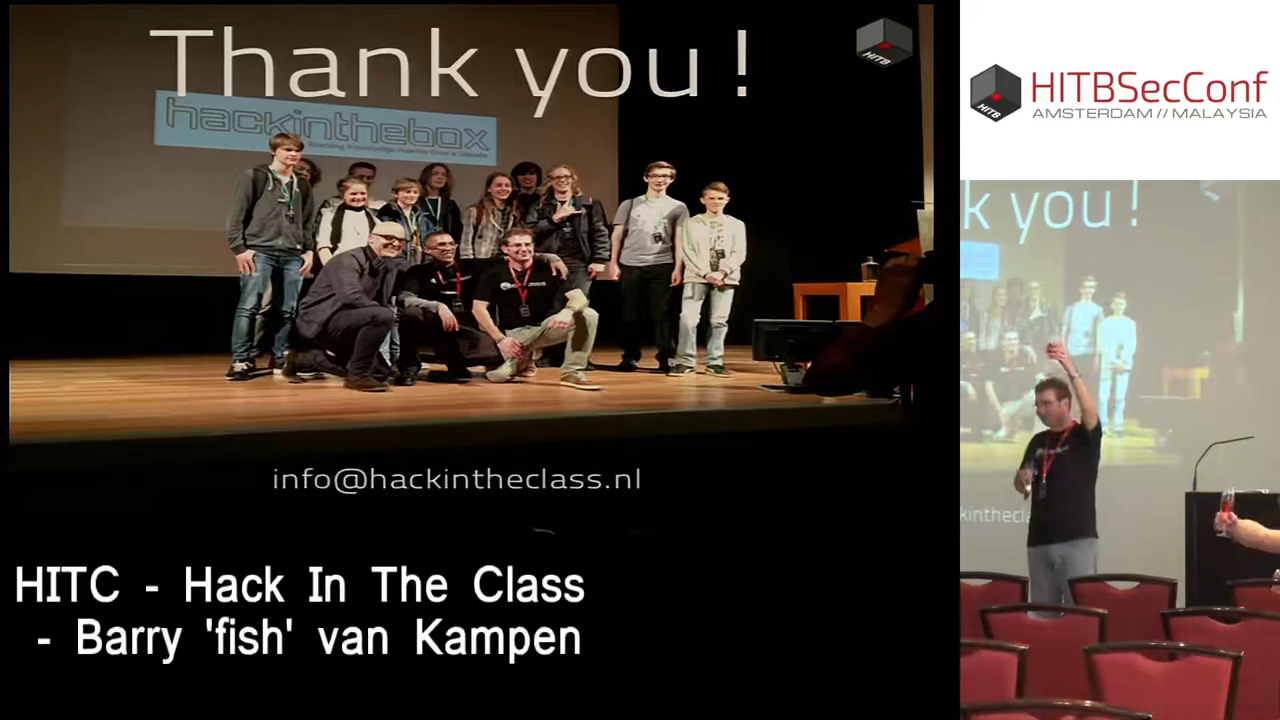 Thank you!
HITB
hackinthebox
HITBSecConf
HITB
AMSTERDAM // MALAYSIA
k you!
info@hackintheclass.nl
HITC - Hack In The Class
- Barry 'fish' van Kampen